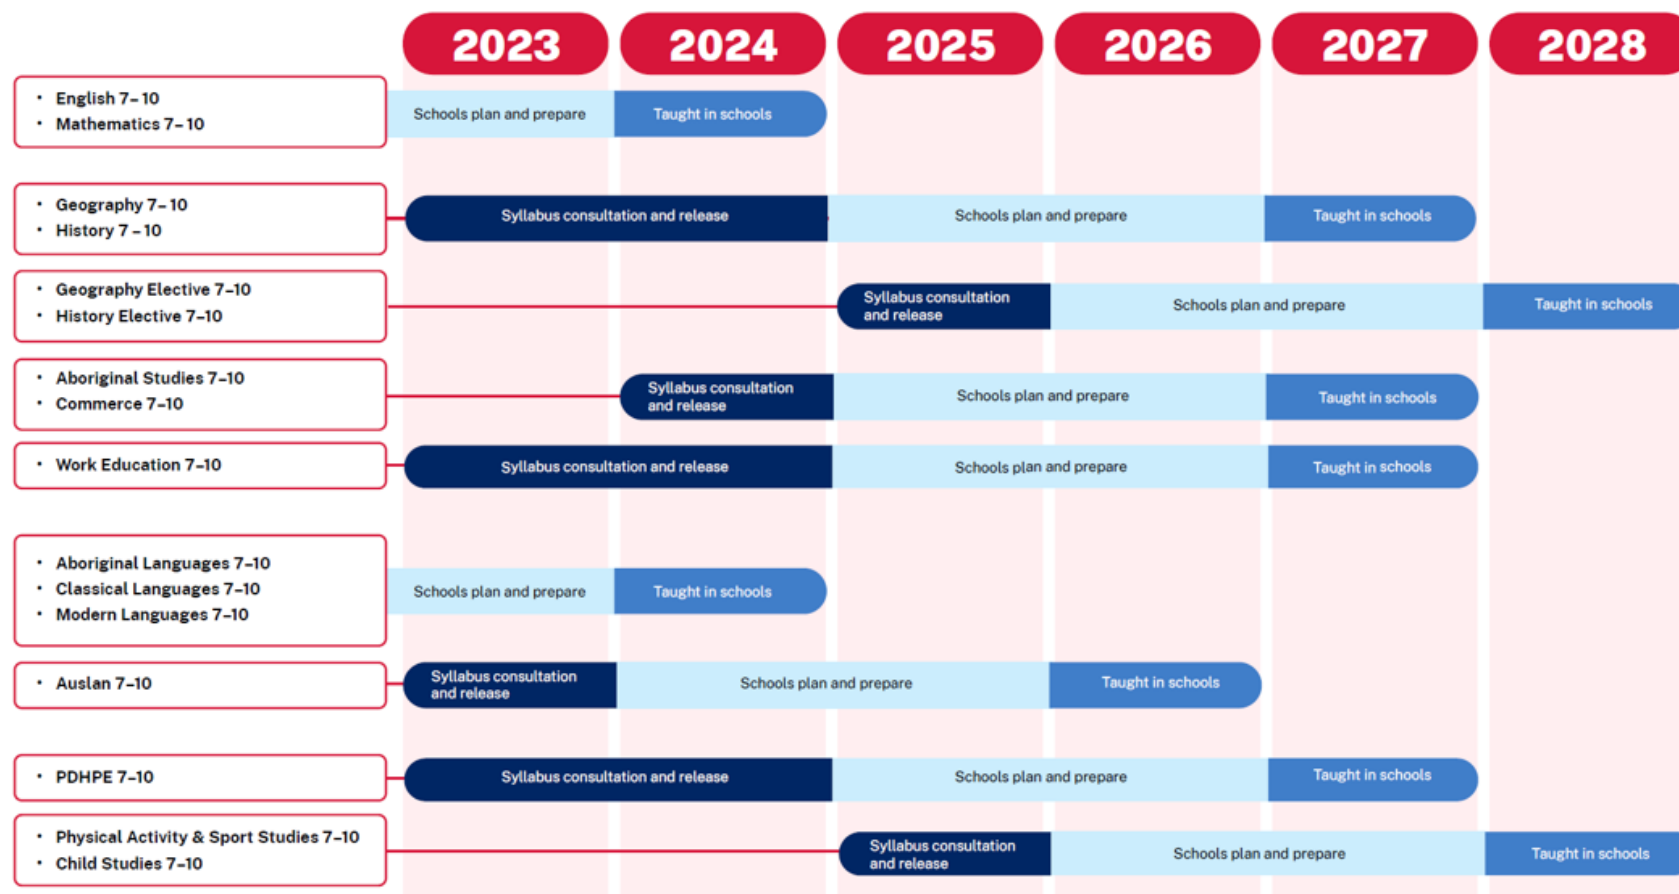 2023 2024 2025 2026 2027 2028
• English 7–10
• Mathematics 7–10
Schools plan and prepare
Taught in schools
• Geography 7–10
• History 7 – 10
Syllabus consultation and release
Schools plan and prepare
Taught in schools
• Geography Elective 7–10
• History Elective 7–10
Syllabus consultation
and release
Schools plan and prepare
Taught in schools
• Aboriginal Studies 7–10
• Commerce 7–10
Syllabus consultation
and release
Schools plan and prepare
Taught in schools
• Work Education 7–10
Syllabus consultation and release
Schools plan and prepare
Taught in schools
• Aboriginal Languages 7–10
• Classical Languages 7–10
• Modern Languages 7–10
Schools plan and prepare
Taught in schools
• Auslan 7–10
Syllabus consultation
and release
Schools plan and prepare
Taught in schools
• PDHPE 7–10
Syllabus consultation and release
Schools plan and prepare
Taught in schools
• Physical Activity & Sport Studies 7–10
• Child Studies 7–10
Syllabus consultation
and release
Schools plan and prepare
Taught in schools